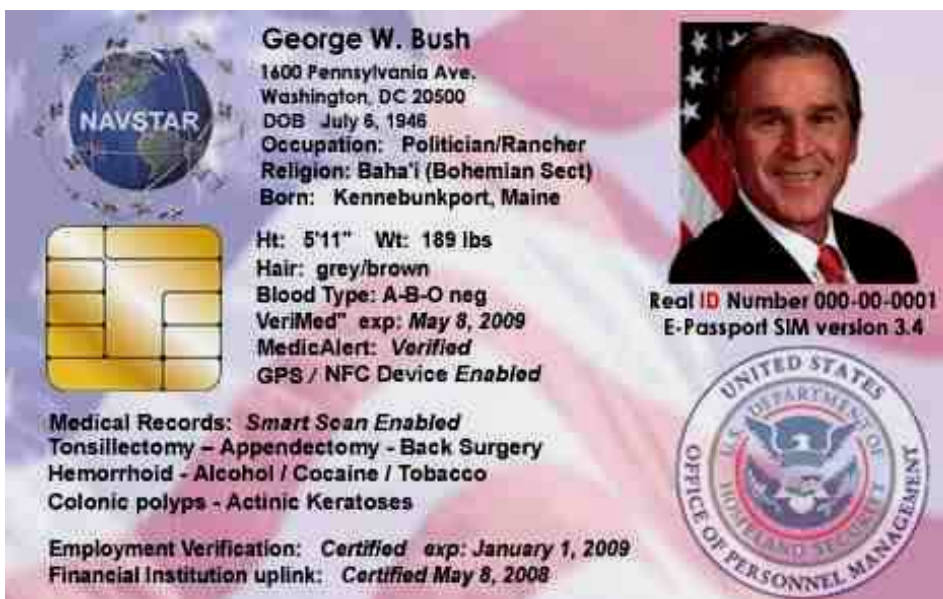 NAVSTAR
George W. Bush
1600 Pennsylvania Ave.
Washington, DC 20500
DOB July 6, 1946
Occupation: Politician/Rancher
Religion: Baha'i (Bohemian Sect)
Born: Kennebunkport, Maine
Ht: 5'11" Wt: 189 lbs
Hair: grey/brown
Blood Type: A-B-O neg
VeriMed" exp: May 8, 2009
MedicAlert: Verified
GPS / NFC Device Enabled
Real ID Number 000-00-0001
E-Passport SIM version 3.4
Medical Records: Smart Scan Enabled
Tonsillectomy – Appendectomy - Back Surgery
Hemorrhoid - Alcohol / Cocaine / Tobacco
Colonic polyps - Actinic Keratoses
Employment Verification: Certified exp: January 1, 2009
Financial Institution uplink: Certified May 8, 2008
UNITED STATES
OFFICE OF PERSONNEL MANAGEMENT
U.S. DEPARTMENT OF
HOMELAND SECURITY